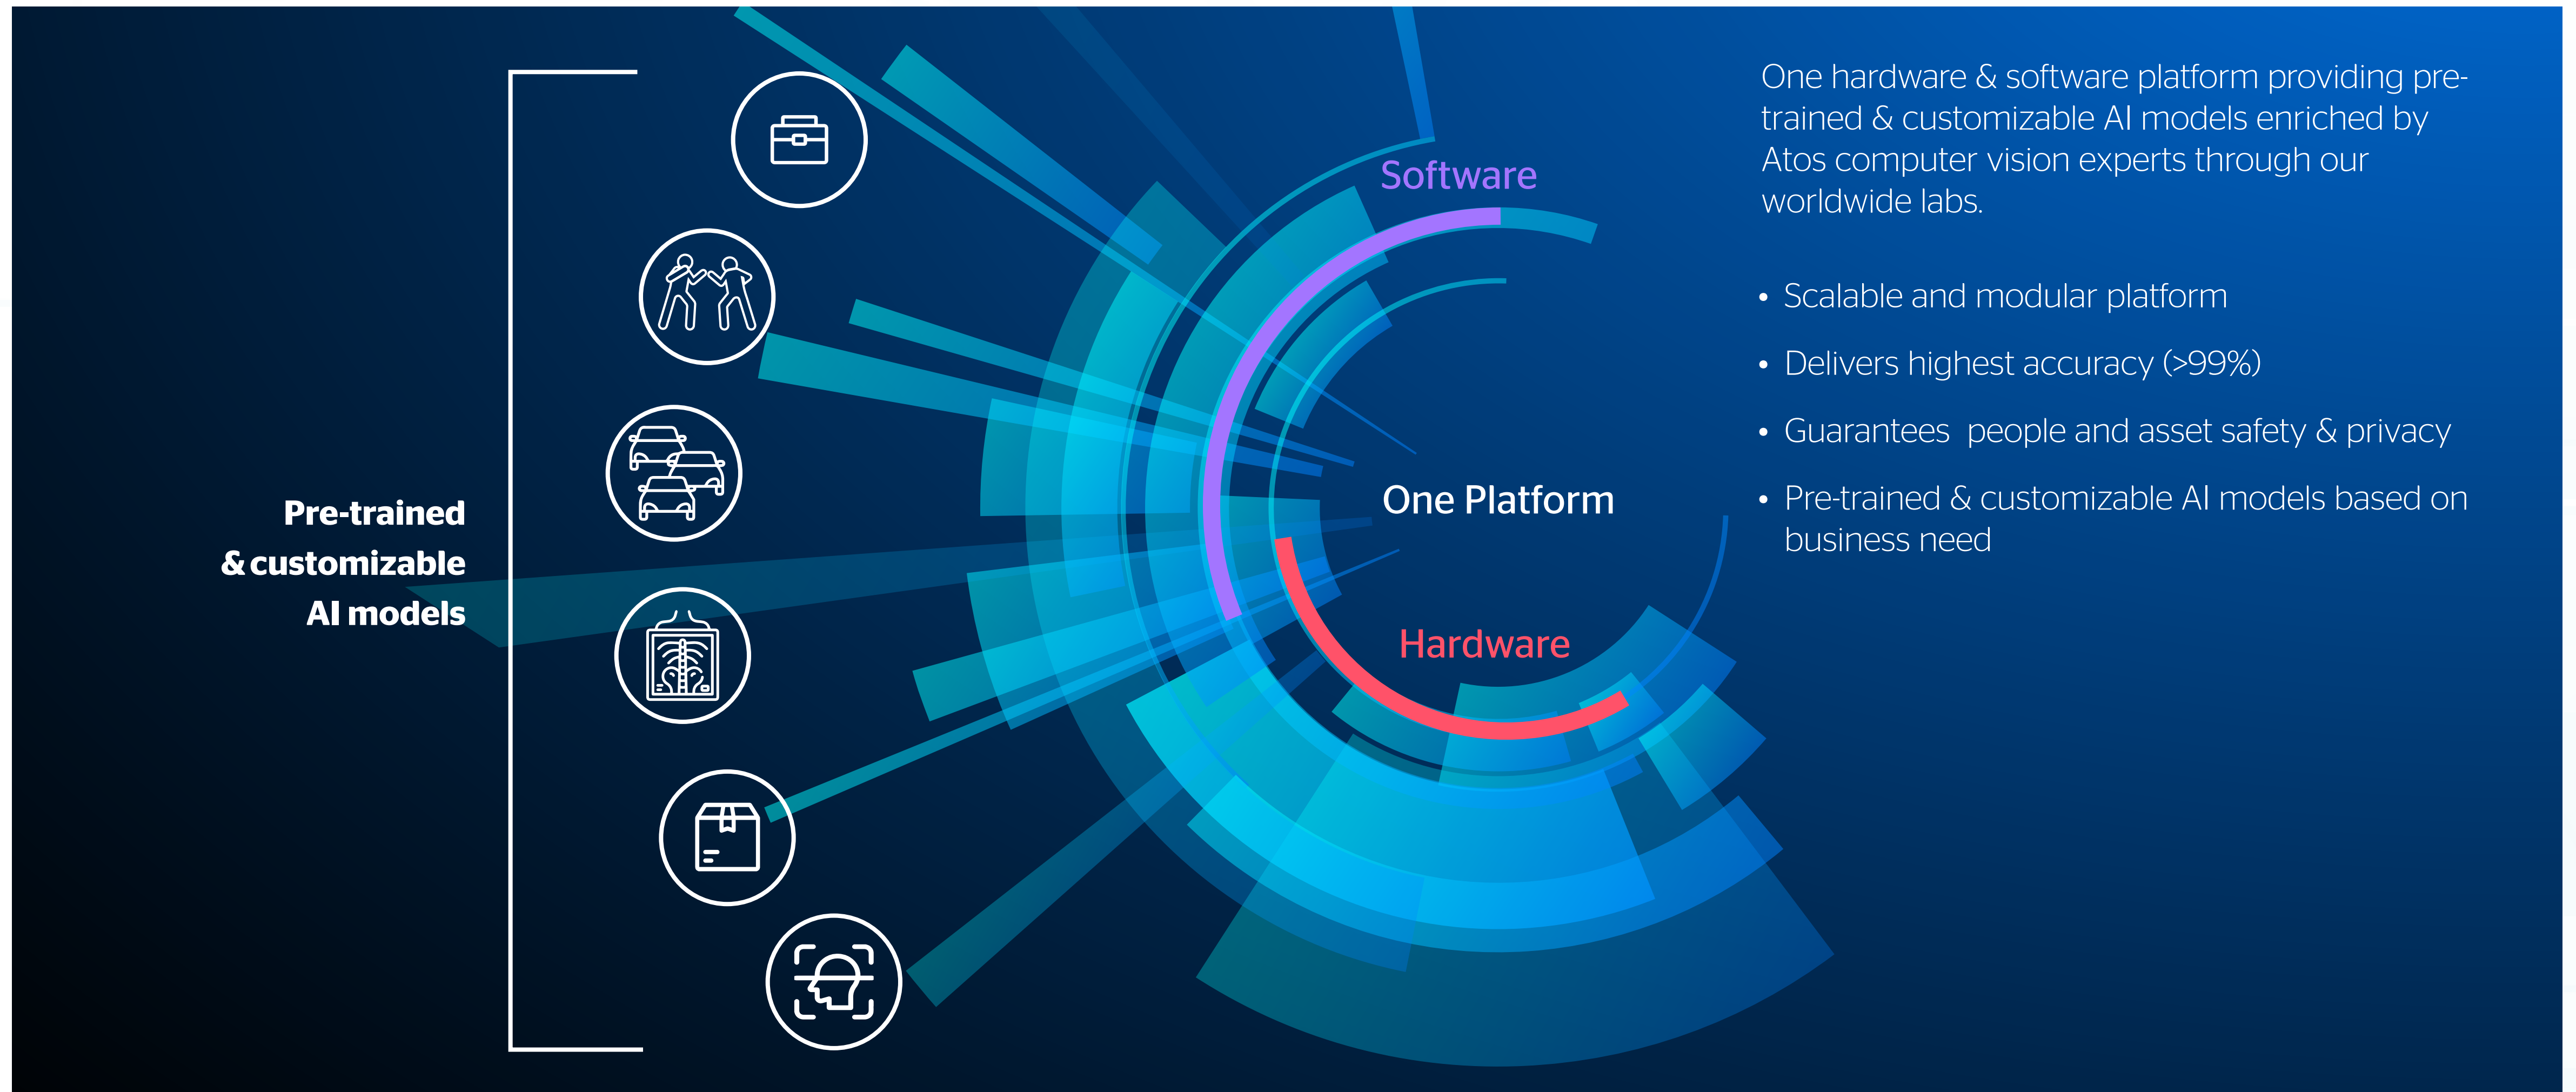 Pre-trained
& customizable
AI models
Software
One Platform
Hardware
One hardware & software platform providing pre-
trained & customizable AI models enriched by
Atos computer vision experts through our
worldwide labs.
• Scalable and modular platform
• Delivers highest accuracy (>99%)
• Guarantees  people and asset safety & privacy
• Pre-trained & customizable AI models based on
business need